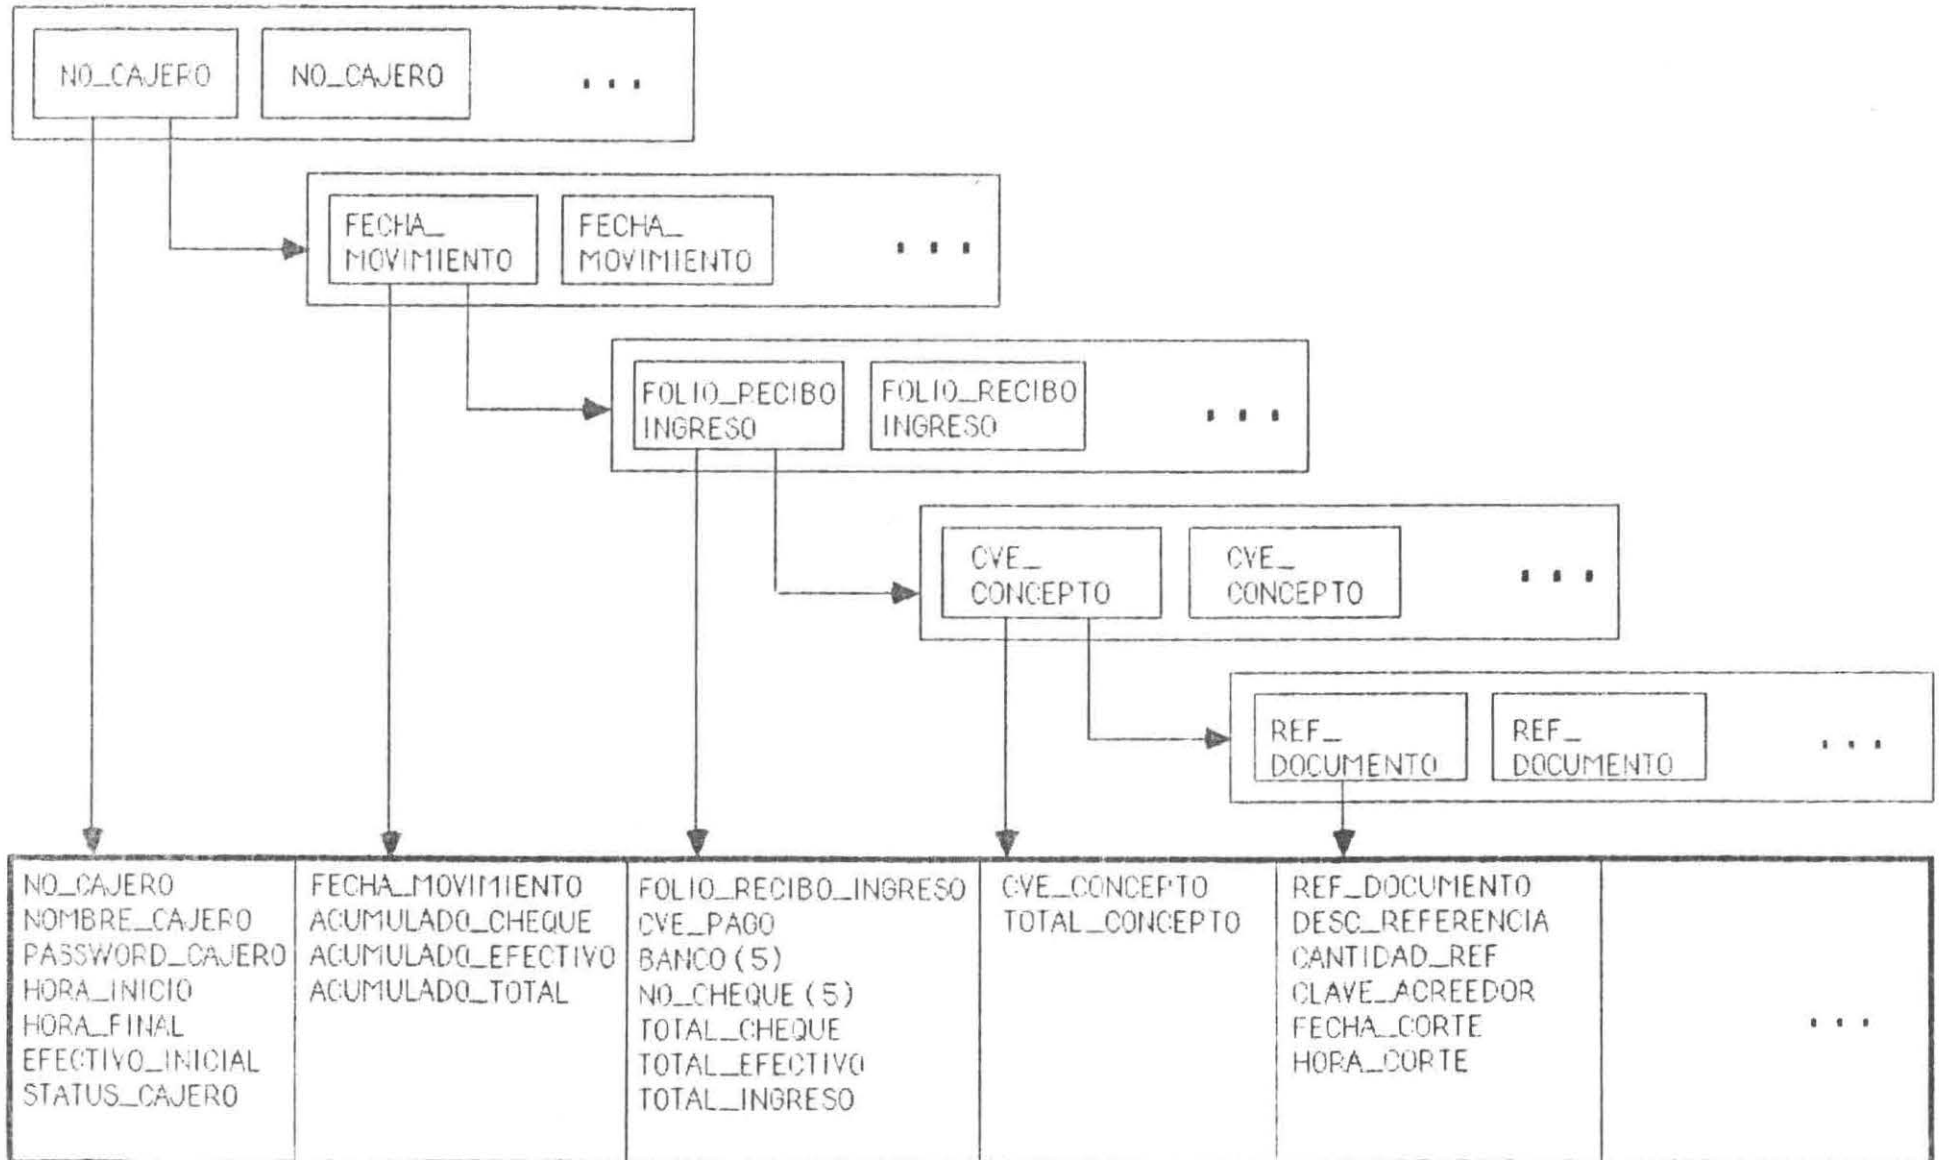 NO_CAJERO
NO_CAJERO
...
FECHA_
MOVIMIENTO
FECHA_
MOVIMIENTO
...
FOLIO_RECIBO
INGRESO
FOLIO_RECIBO
INGRESO
...
CVE_
CONCEPTO
CVE_
CONCEPTO
...
REF_
DOCUMENTO
REF_
DOCUMENTO
...
NO_CAJERO
NOMBRE_CAJERO
PASSWORD_CAJERO
HORA_INICIO
HORA_FINAL
EFECTIVO_INICIAL
STATUS_CAJERO
FECHA_MOVIMIENTO
ACUMULADO_CHEQUE
ACUMULADO_EFECTIVO
ACUMULADO_TOTAL
FOLIO_RECIBO_INGRESO
CVE_PAGO
BANCO(5)
NO_CHEQUE(5)
TOTAL_CHEQUE
TOTAL_EFECTIVO
TOTAL_INGRESO
CVE_CONCEPTO
TOTAL_CONCEPTO
REF_DOCUMENTO
DESC_REFERENCIA
CANTIDAD_REF
CLAVE_ACREEDOR
FECHA_CORTE
HORA_CORTE
...